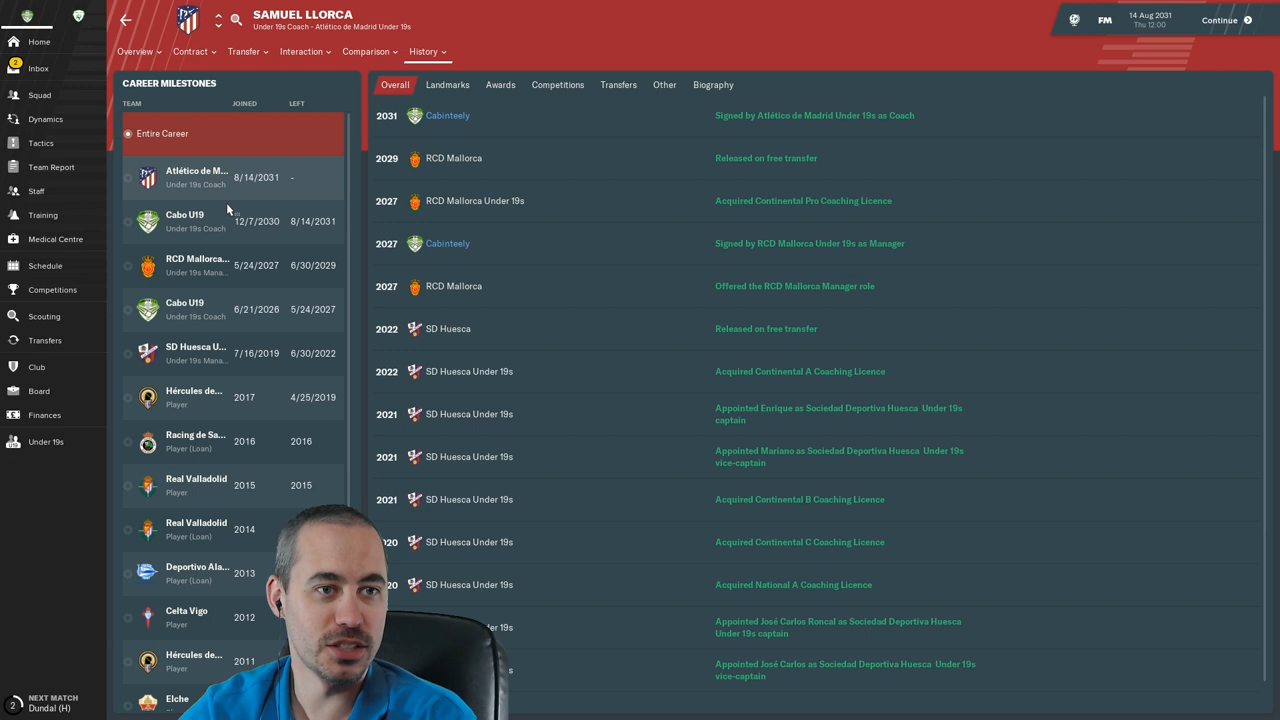 SAMUEL LLORCA
Under 19s Coach - Atlético de Madrid Under 19s
FM
14 Aug 2031
Thu 12:00
Continue
Overview
Contract
Transfer
Interaction
Comparison
History
2
Home
Inbox
Squad
Dynamics
Tactics
Team Report
Staff
Training
Medical Centre
Schedule
Competitions
Scouting
Transfers
Club
Board
Finances
Under 19s
2
NEXT MATCH
Dundal (H)
CAREER MILESTONES
TEAM JOINED LEFT
Entire Career
Atlético de M... 8/14/2031 -
Under 19s Coach
Cabo U19 12/7/2030 8/14/2031
Under 19s Coach
RCD Mallorca... 5/24/2027 6/30/2029
Under 19s Mana...
Cabo U19 6/21/2026 5/24/2027
Under 19s Coach
SD Huesca U... 7/16/2019 6/30/2022
Under 19s Mana...
Hércules de... 2017 4/25/2019
Player
Racing de Sa... 2016 2016
Player (Loan)
Real Valladolid 2015 2015
Player
Real Valladolid 2014
Player (Loan)
Deportivo Ala... 2013
Player (Loan)
Celta Vigo 2012
Player
Hércules de... 2011
Player
Elche
Overall Landmarks Awards Competitions Transfers Other Biography
2031 Cabinteely Signed by Atlético de Madrid Under 19s as Coach
2029 RCD Mallorca Released on free transfer
2027 RCD Mallorca Under 19s Acquired Continental Pro Coaching Licence
2027 Cabinteely Signed by RCD Mallorca Under 19s as Manager
2027 RCD Mallorca Offered the RCD Mallorca Manager role
2022 SD Huesca Released on free transfer
2022 SD Huesca Under 19s Acquired Continental A Coaching Licence
2021 SD Huesca Under 19s Appointed Enrique as Sociedad Deportiva Huesca Under 19s
captain
2021 SD Huesca Under 19s Appointed Mariano as Sociedad Deportiva Huesca Under 19s
vice-captain
2021 SD Huesca Under 19s Acquired Continental B Coaching Licence
20 SD Huesca Under 19s Acquired Continental C Coaching Licence
20 SD Huesca Under 19s Acquired National A Coaching Licence
nder 19s Appointed José Carlos Roncal as Sociedad Deportiva Huesca
Under 19s captain
s Appointed José Carlos as Sociedad Deportiva Huesca Under 19s
vice-captain